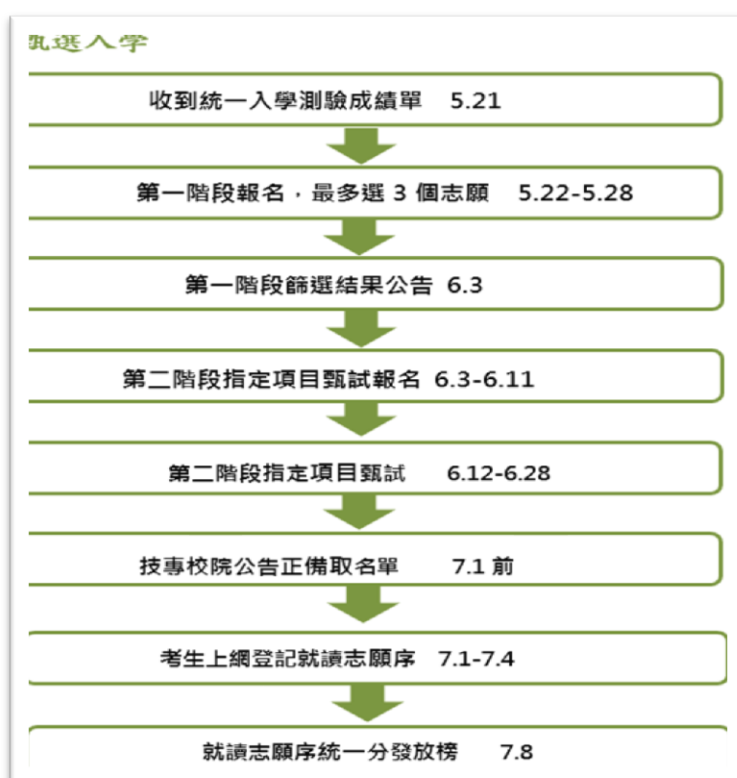 甄選入學
收到統一入學測驗成績單 5.21
第一階段報名，最多選 3 個志願 5.22-5.28
第一階段篩選結果公告 6.3
第二階段指定項目甄試報名 6.3-6.11
第二階段指定項目甄試 6.12-6.28
技專校院公告正備取名單 7.1 前
考生上網登記就讀志願序 7.1-7.4
就讀志願序統一分發放榜 7.8